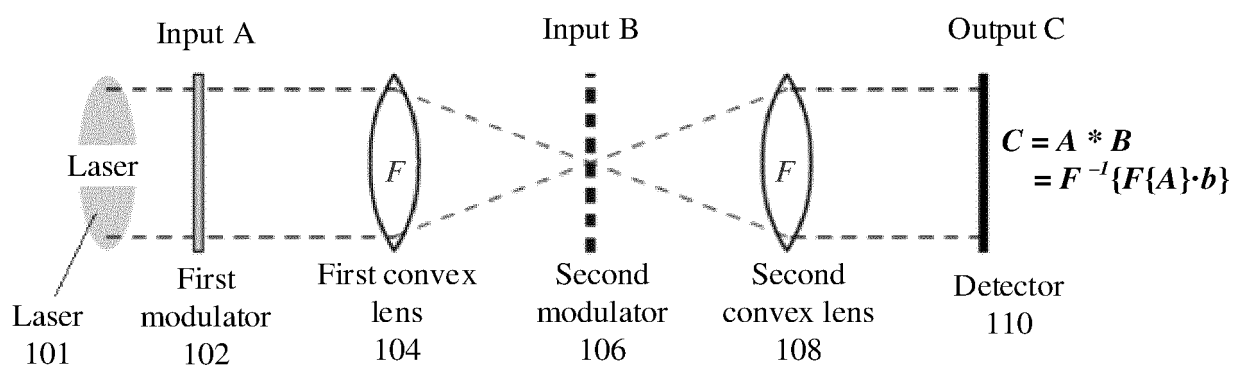 Input A
Input B
Output C
Laser
F
F
C = A * B
= F ⁻¹{F{A}·b}
Laser
101
First
modulator
102
First convex
lens
104
Second
modulator
106
Second
convex lens
108
Detector
110